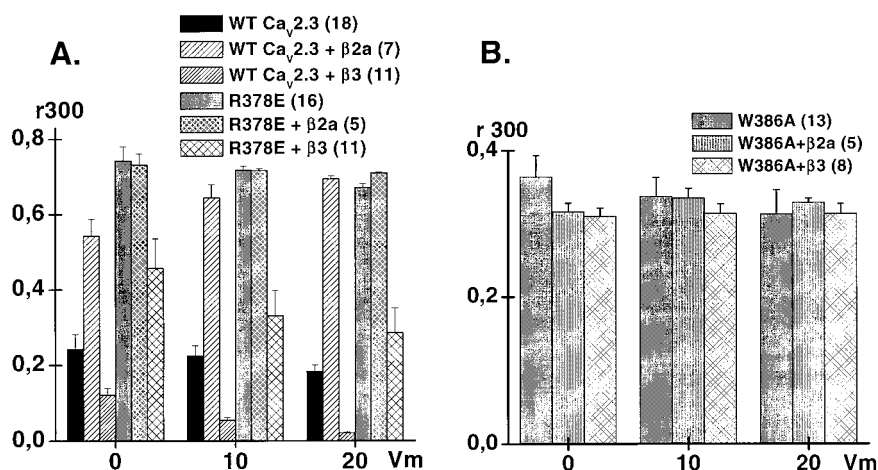 A.
WT CaV2.3 (18)
WT CaV2.3 + β2a (7)
WT CaV2.3 + β3 (11)
R378E (16)
R378E + β2a (5)
R378E + β3 (11)
r300
0,8
0,6
0,4
0,2
0,0
0 10 20 Vm
B.
W386A (13)
W386A+β2a (5)
W386A+β3 (8)
r 300
0,4
0,2
0,0
0 10 20 Vm